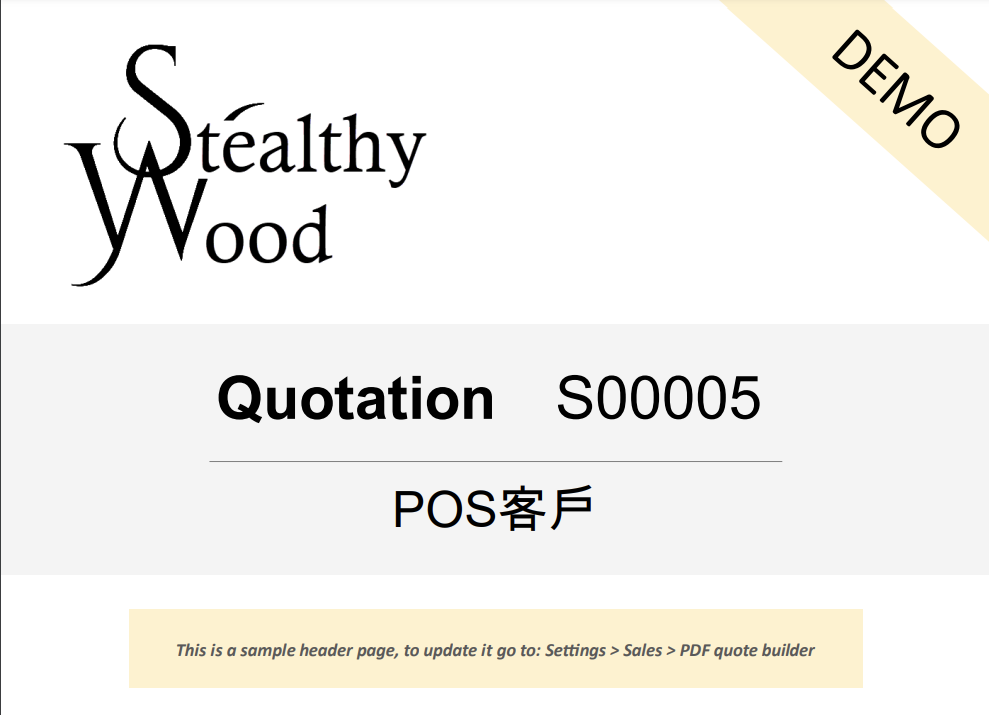 Stealthy
Wood
DEMO
Quotation S00005
POS客戶
This is a sample header page, to update it go to: Settings > Sales > PDF quote builder